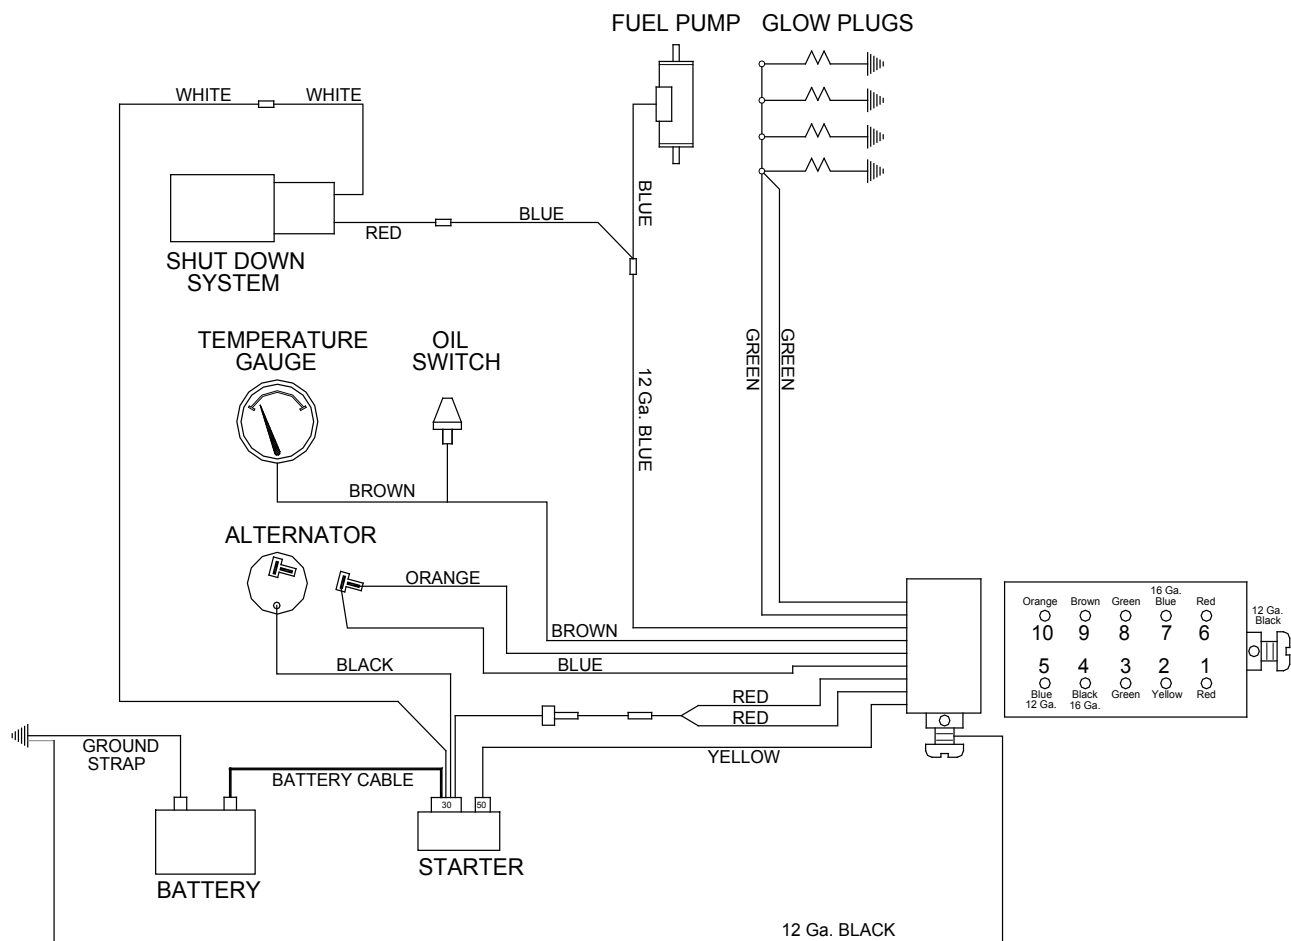 FUEL PUMP
GLOW PLUGS
WHITE
WHITE
BLUE
BLUE
RED
SHUT DOWN
SYSTEM
TEMPERATURE
GAUGE
OIL
SWITCH
GREEN
GREEN
12 Ga. BLUE
BROWN
ALTERNATOR
ORANGE
BROWN
BLUE
BLACK
RED
RED
YELLOW
Orange
Brown
Green
16 Ga.
Blue
Red
12 Ga.
Black
10
9
8
7
6
5
4
3
2
1
Blue
12 Ga.
Black
16 Ga.
Green
Yellow
Red
GROUND
STRAP
BATTERY CABLE
30
50
STARTER
BATTERY
12 Ga. BLACK